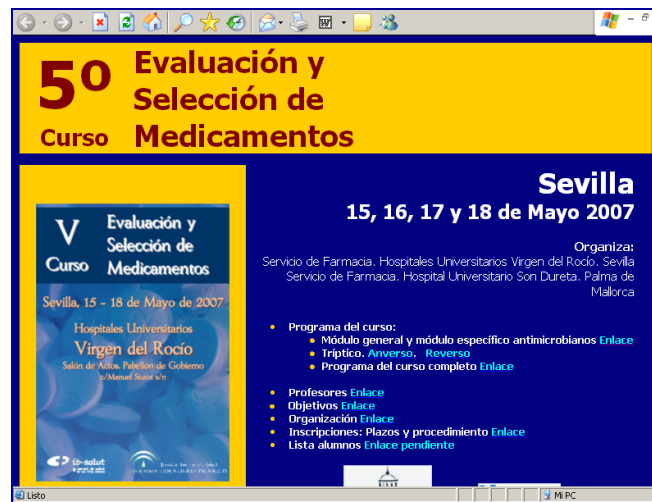 5º
Curso
Evaluación y
Selección de
Medicamentos
V
Curso
Evaluación y
Selección de
Medicamentos
Sevilla, 15 - 18 de Mayo de 2007
Hospitales Universitarios
Virgen del Rocío
Salón de Actos. Pabellón de Gobierno
c/Manuel Siurot s/n
ib-salut
Sevilla
15, 16, 17 y 18 de Mayo 2007
Organiza:
Servicio de Farmacia. Hospitales Universitarios Virgen del Rocío. Sevilla
Servicio de Farmacia. Hospital Universitario Son Dureta. Palma de
Mallorca
Programa del curso:
Módulo general y módulo específico antimicrobianos Enlace
Tríptico. Anverso. Reverso
Programa del curso completo Enlace
Profesores Enlace
Objetivos Enlace
Organización Enlace
Inscripciones: Plazos y procedimiento Enlace
Lista alumnos Enlace pendiente
Listo
Mi PC